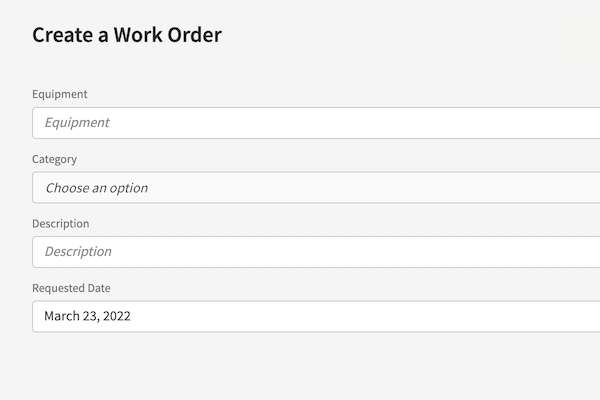 Create a Work Order
Equipment
Equipment
Category
Choose an option
Description
Description
Requested Date
March 23, 2022